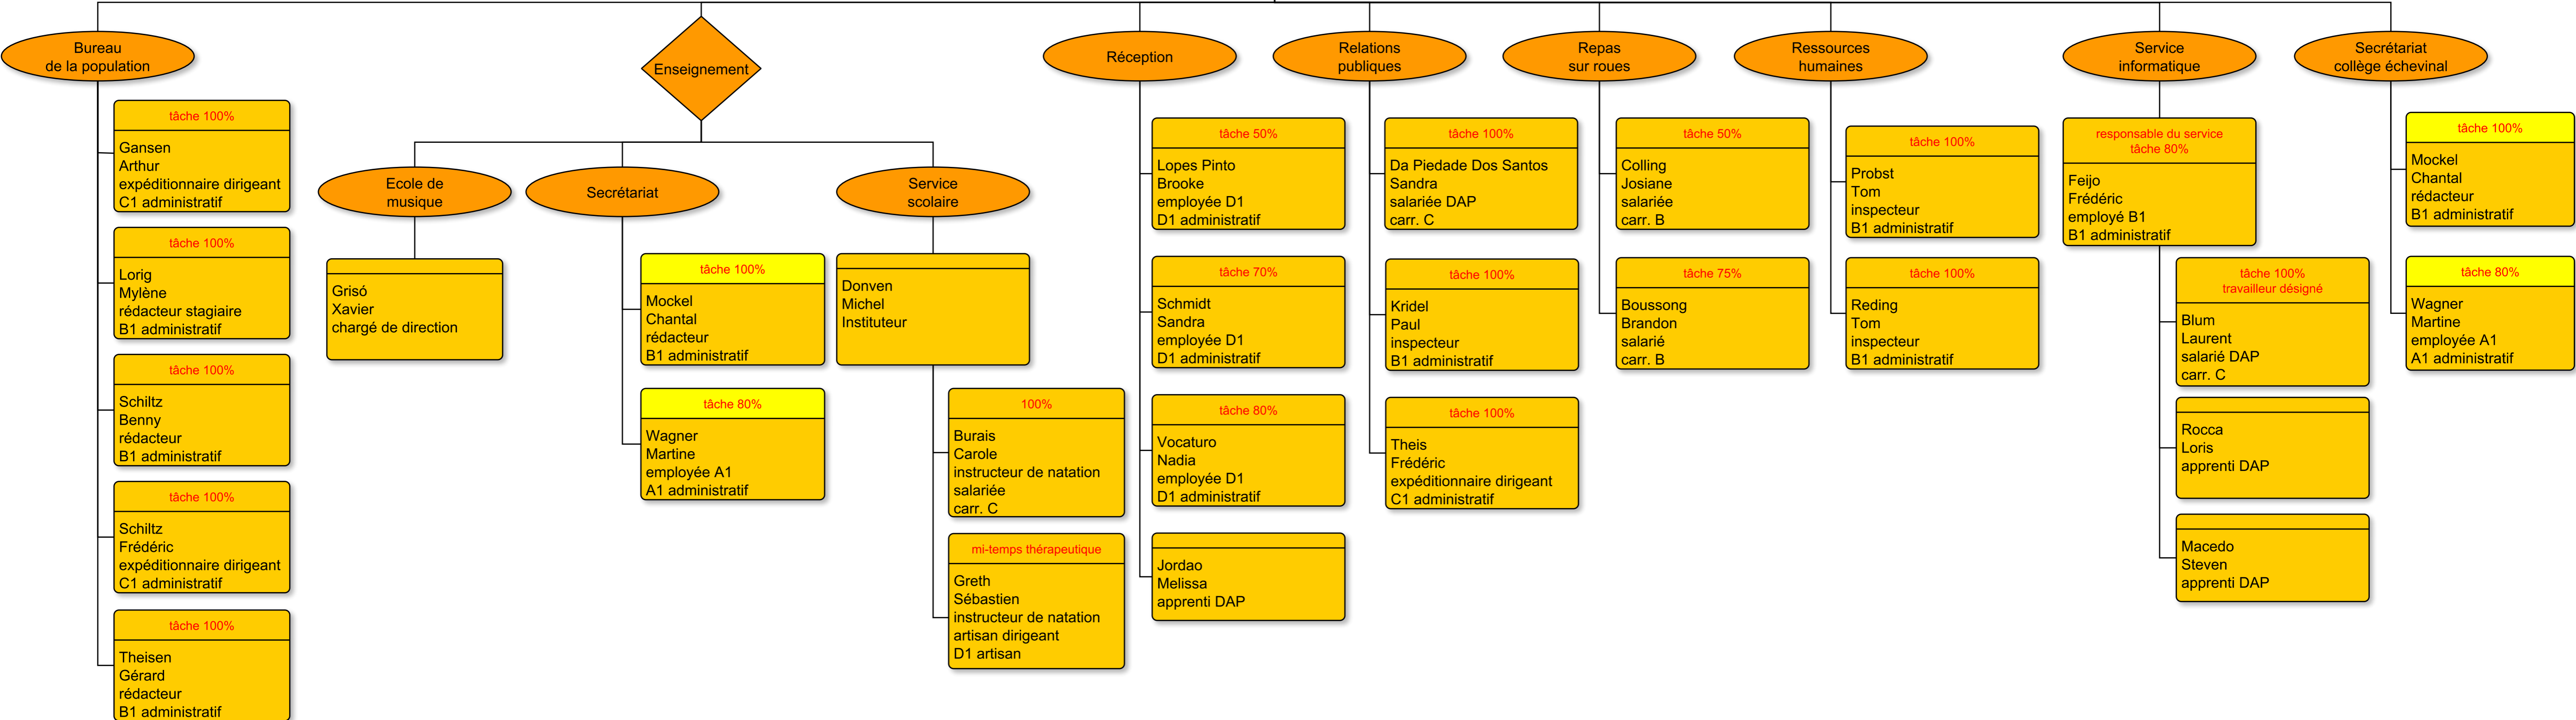 Bureau
de la population
tâche 100%
Gansen
Arthur
expéditionnaire dirigeant
C1 administratif
tâche 100%
Lorig
Mylène
rédacteur stagiaire
B1 administratif
tâche 100%
Schiltz
Benny
rédacteur
B1 administratif
tâche 100%
Schiltz
Frédéric
expéditionnaire dirigeant
C1 administratif
tâche 100%
Theisen
Gérard
rédacteur
B1 administratif
Enseignement
Ecole de
musique
Grisó
Xavier
chargé de direction
Secrétariat
tâche 100%
Mockel
Chantal
rédacteur
B1 administratif
tâche 80%
Wagner
Martine
employée A1
A1 administratif
Service
scolaire
Donven
Michel
Instituteur
100%
Burais
Carole
instructeur de natation
salariée
carr. C
mi-temps thérapeutique
Greth
Sébastien
instructeur de natation
artisan dirigeant
D1 artisan
Réception
tâche 50%
Lopes Pinto
Brooke
employée D1
D1 administratif
tâche 70%
Schmidt
Sandra
employée D1
D1 administratif
tâche 80%
Vocaturo
Nadia
employée D1
D1 administratif
Jordao
Melissa
apprenti DAP
Relations
publiques
tâche 100%
Da Piedade Dos Santos
Sandra
salariée DAP
carr. C
tâche 100%
Kridel
Paul
inspecteur
B1 administratif
tâche 100%
Theis
Frédéric
expéditionnaire dirigeant
C1 administratif
Repas
sur roues
tâche 50%
Colling
Josiane
salariée
carr. B
tâche 75%
Boussong
Brandon
salarié
carr. B
Ressources
humaines
tâche 100%
Probst
Tom
inspecteur
B1 administratif
tâche 100%
Reding
Tom
inspecteur
B1 administratif
Service
informatique
responsable du service
tâche 80%
Feijo
Frédéric
employé B1
B1 administratif
tâche 100%
travailleur désigné
Blum
Laurent
salarié DAP
carr. C
Rocca
Loris
apprenti DAP
Macedo
Steven
apprenti DAP
Secrétariat
collège échevinal
tâche 100%
Mockel
Chantal
rédacteur
B1 administratif
tâche 80%
Wagner
Martine
employée A1
A1 administratif